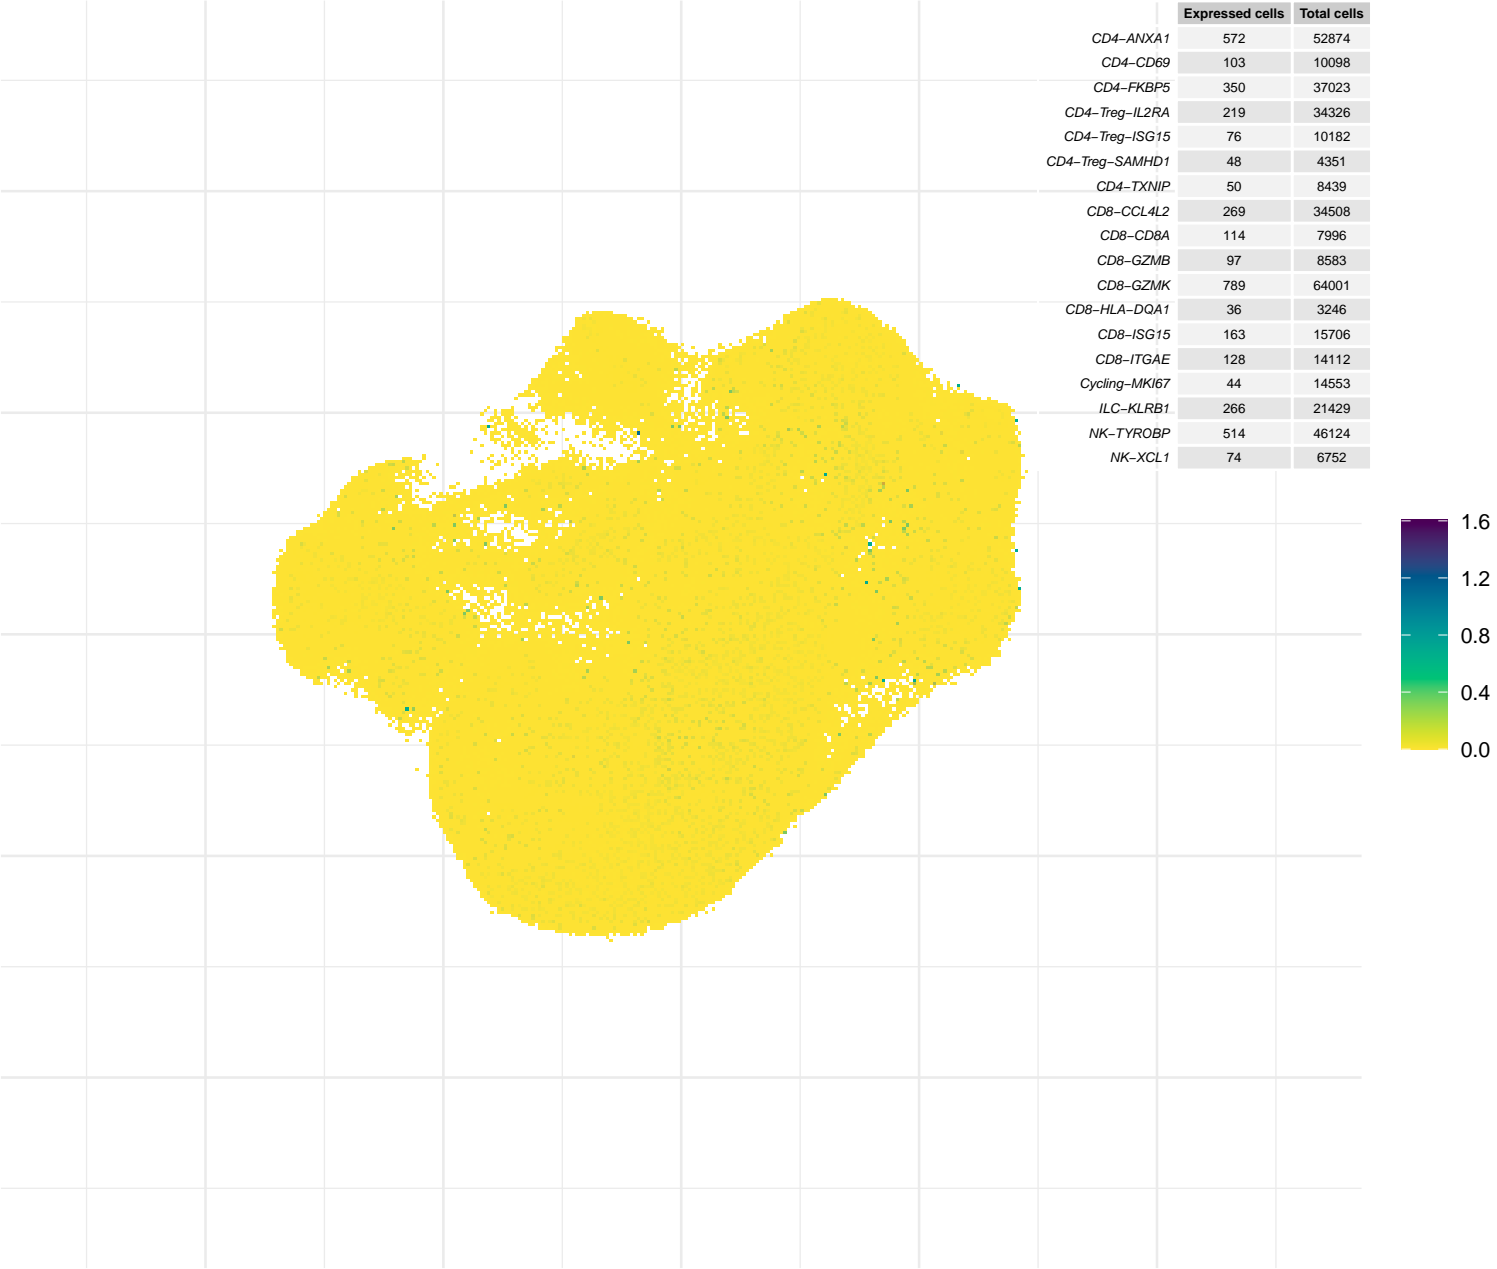 Expressed cells Total cells
CD4−ANXA1 572 52874
CD4−CD69 103 10098
CD4−FKBP5 350 37023
CD4−Treg−IL2RA 219 34326
CD4−Treg−ISG15 76 10182
CD4−Treg−SAMHD1 48 4351
CD4−TXNIP 50 8439
CD8−CCL4L2 269 34508
CD8−CD8A 114 7996
CD8−GZMB 97 8583
CD8−GZMK 789 64001
CD8−HLA−DQA1 36 3246
CD8−ISG15 163 15706
CD8−ITGAE 128 14112
Cycling−MKI67 44 14553
ILC−KLRB1 266 21429
NK−TYROBP 514 46124
NK−XCL1 74 6752
1.6
1.2
0.8
0.4
0.0